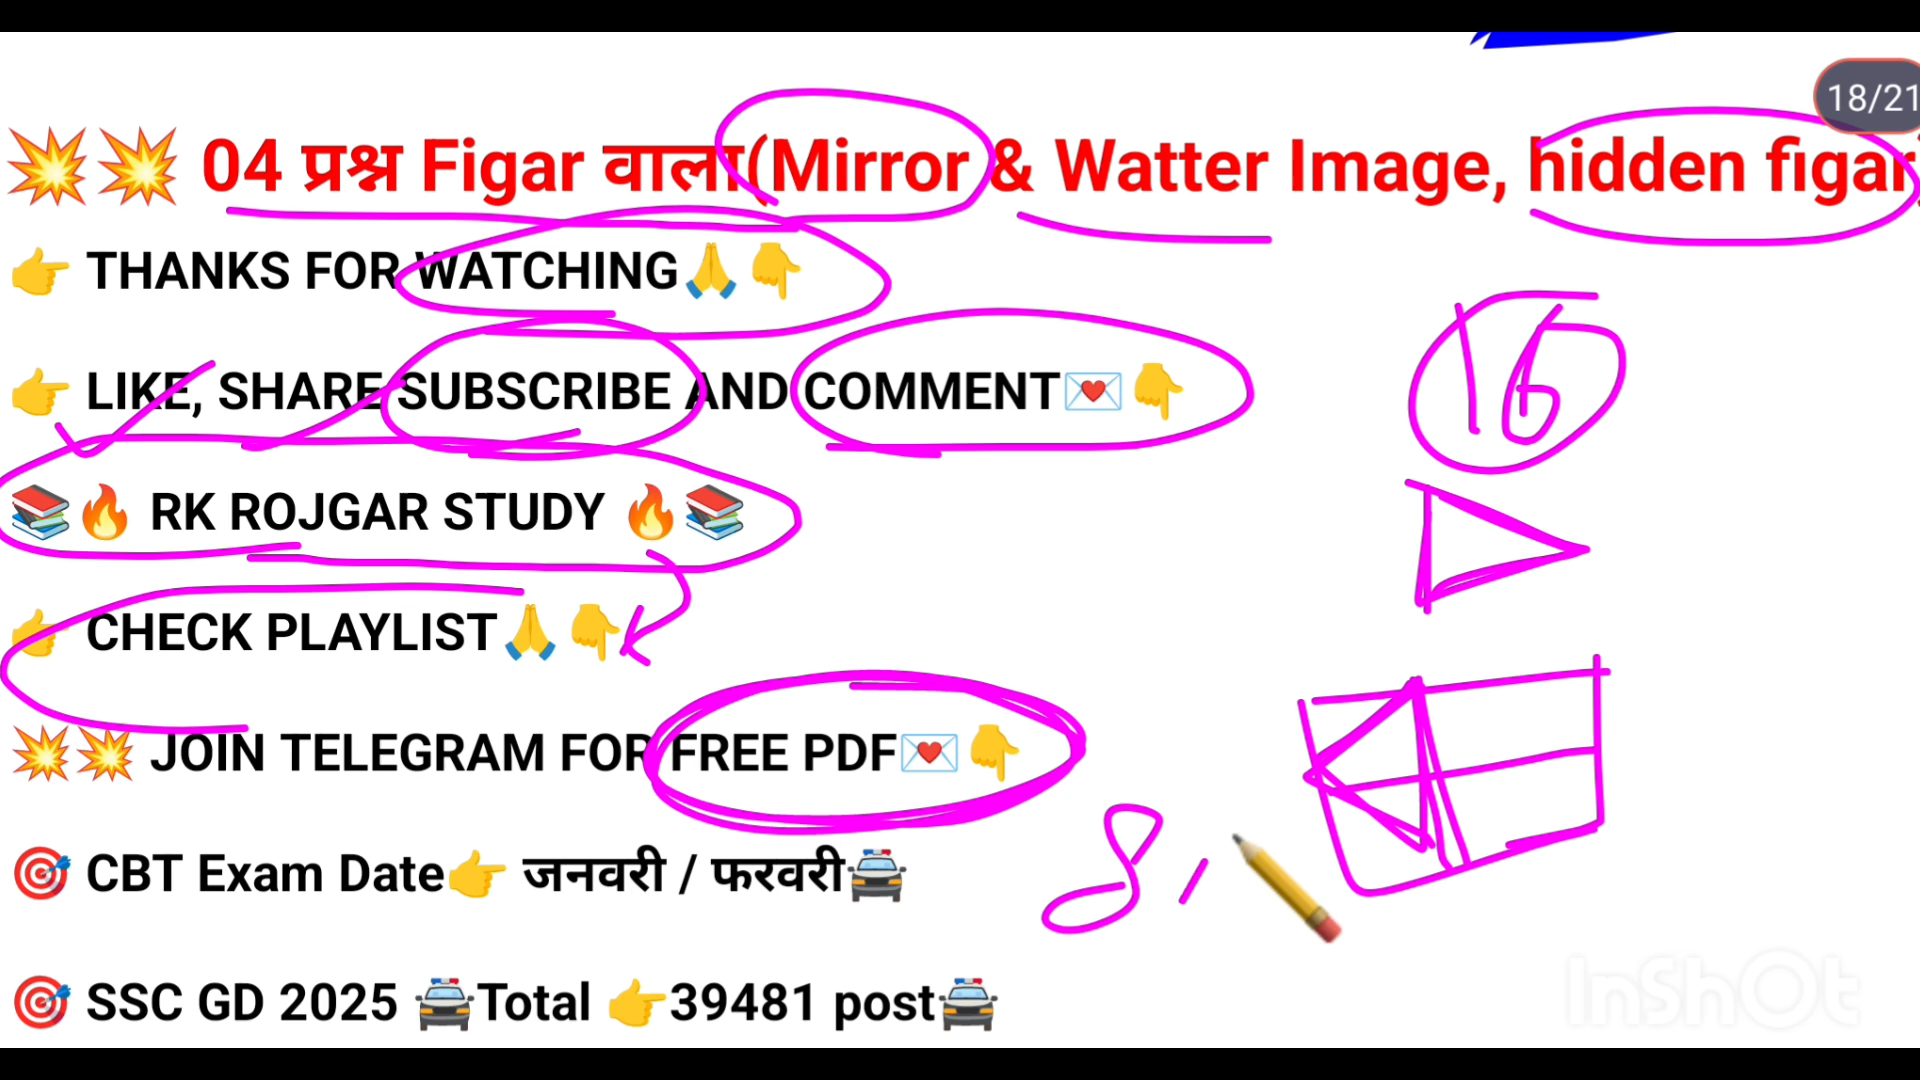 18/21
💥💥 04 प्रश्न Figar वाला(Mirror & Watter Image, hidden figar)
👉 THANKS FOR WATCHING🙏👇
👉 LIKE, SHARE SUBSCRIBE AND COMMENT💌👇
16
📚🔥 RK ROJGAR STUDY 🔥📚
👉 CHECK PLAYLIST🙏👇
💥💥 JOIN TELEGRAM FOR FREE PDF💌👇
8,
🎯 CBT Exam Date👉 जनवरी / फरवरी🚔
🎯 SSC GD 2025 🚔Total 👉39481 post🚔
InShOt